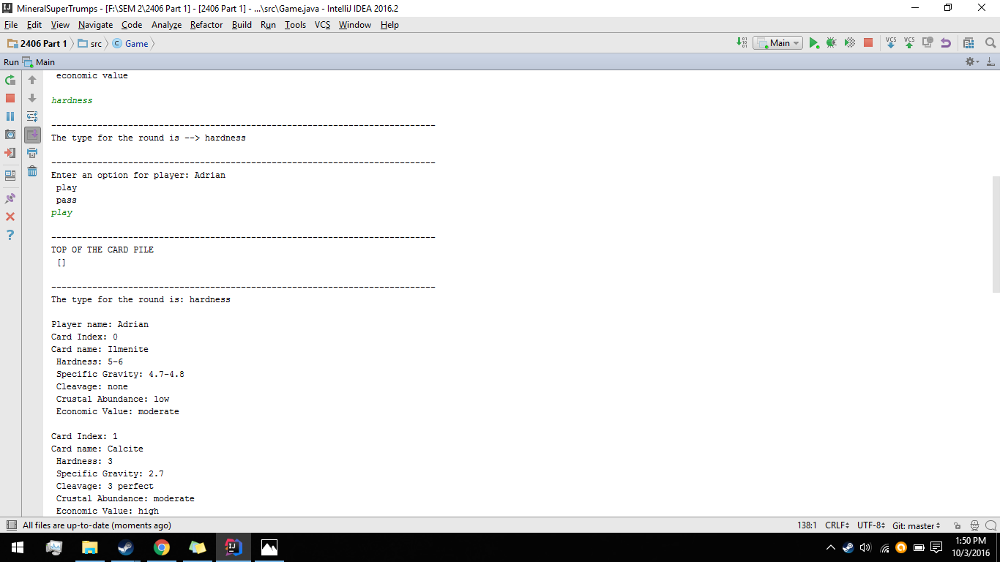 MineralSuperTrumps - [F:\SEM 2\2406 Part 1] - [2406 Part 1] - ...\src\Game.java - IntelliJ IDEA 2016.2
File Edit View Navigate Code Analyze Refactor Build Run Tools VCS Window Help
2406 Part 1 src Game Main VCS VCS
Run Main
economic value
hardness
---------------------------------------------------------------------------
The type for the round is --> hardness
---------------------------------------------------------------------------
Enter an option for player: Adrian
play
pass
play
---------------------------------------------------------------------------
TOP OF THE CARD PILE
[]
---------------------------------------------------------------------------
The type for the round is: hardness
Player name: Adrian
Card Index: 0
Card name: Ilmenite
Hardness: 5-6
Specific Gravity: 4.7-4.8
Cleavage: none
Crustal Abundance: low
Economic Value: moderate
Card Index: 1
Card name: Calcite
Hardness: 3
Specific Gravity: 2.7
Cleavage: 3 perfect
Crustal Abundance: moderate
Economic Value: high
All files are up-to-date (moments ago) 138:1 CRLF UTF-8 Git: master
1:50 PM
10/3/2016